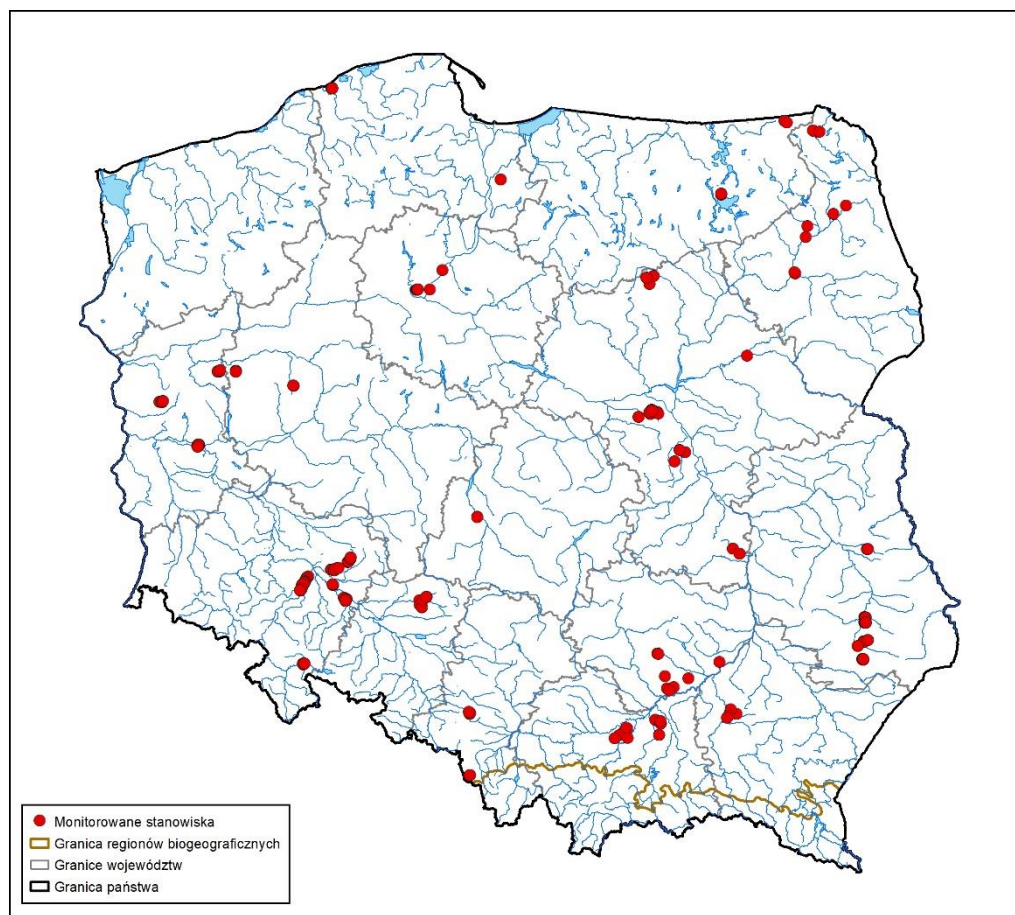 Monitorowane stanowiska
Granica regionów biogeograficznych
Granice województw
Granica państwa